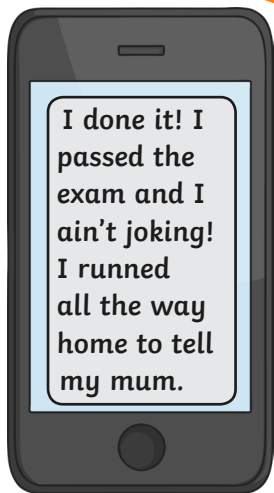 I done it! I
passed the
exam and I
ain't joking!
I runned
all the way
home to tell
my mum.